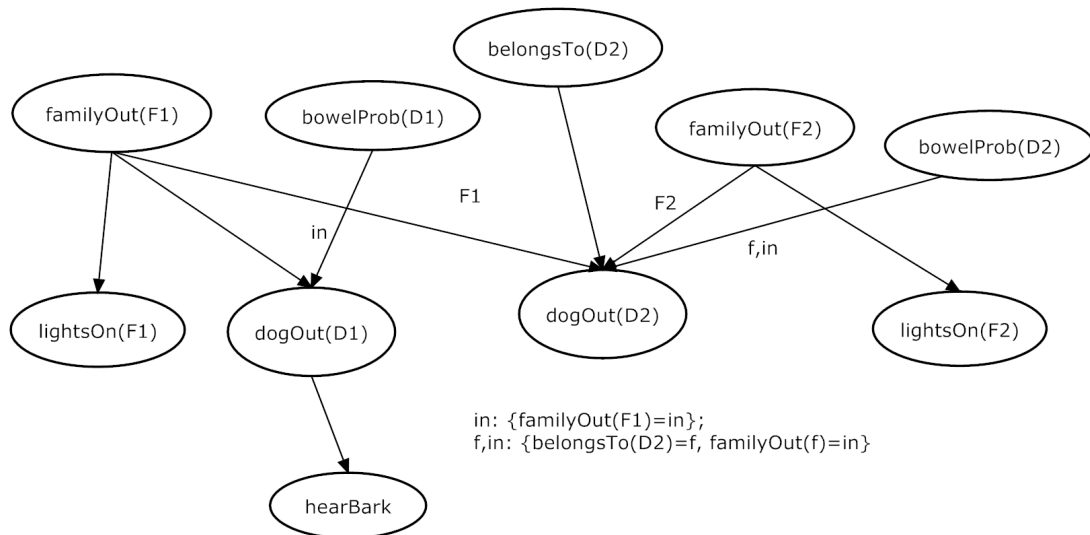 belongsTo(D2)
familyOut(F1)
bowelProb(D1)
familyOut(F2)
bowelProb(D2)
F1
F2
in
f,in
lightsOn(F1)
dogOut(D1)
dogOut(D2)
lightsOn(F2)
in: {familyOut(F1)=in};
f,in: {belongsTo(D2)=f, familyOut(f)=in}
hearBark